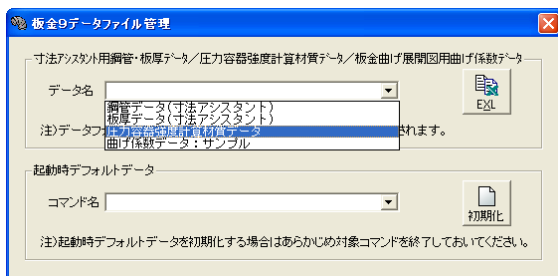 板金9データファイル管理
寸法アシスタント用鋼管・板厚データ／圧力容器強度計算材質データ／板金曲げ展開図用曲げ係数データ
データ名
EXL
鋼管データ(寸法アシスタント)
板厚データ(寸法アシスタント)
圧力容器強度計算材質データ
曲げ係数データ：サンプル
注)データフ
れます。
起動時デフォルトデータ
コマンド名
初期化
注)起動時デフォルトデータを初期化する場合はあらかじめ対象コマンドを終了しておいてください。